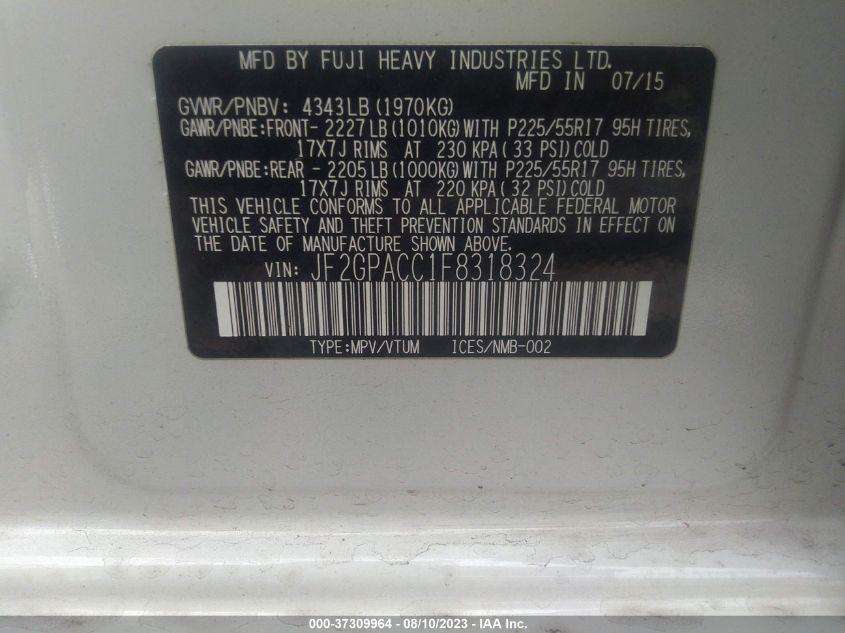 MFD BY FUJI HEAVY INDUSTRIES LTD.
MFD IN 07/15
GVWR/PNBV: 4343LB (1970KG)
GAWR/PNBE:FRONT- 2227LB (1010KG) WITH P225/55R17 95H TIRES,
17X7J RIMS AT 230 KPA ( 33 PSI) COLD
GAWR/PNBE:REAR - 2205LB (1000KG) WITH P225/55R17 95H TIRES,
17X7J RIMS AT 220 KPA ( 32 PSI) COLD
THIS VEHICLE CONFORMS TO ALL APPLICABLE FEDERAL MOTOR
VEHICLE SAFETY AND THEFT PREVENTION STANDARDS IN EFFECT ON
THE DATE OF MANUFACTURE SHOWN ABOVE.
VIN: JF2GPACC1F8318324
TYPE:MPV/VTUM ICES/NMB-002
000-37309964 - 08/10/2023 - IAA Inc.